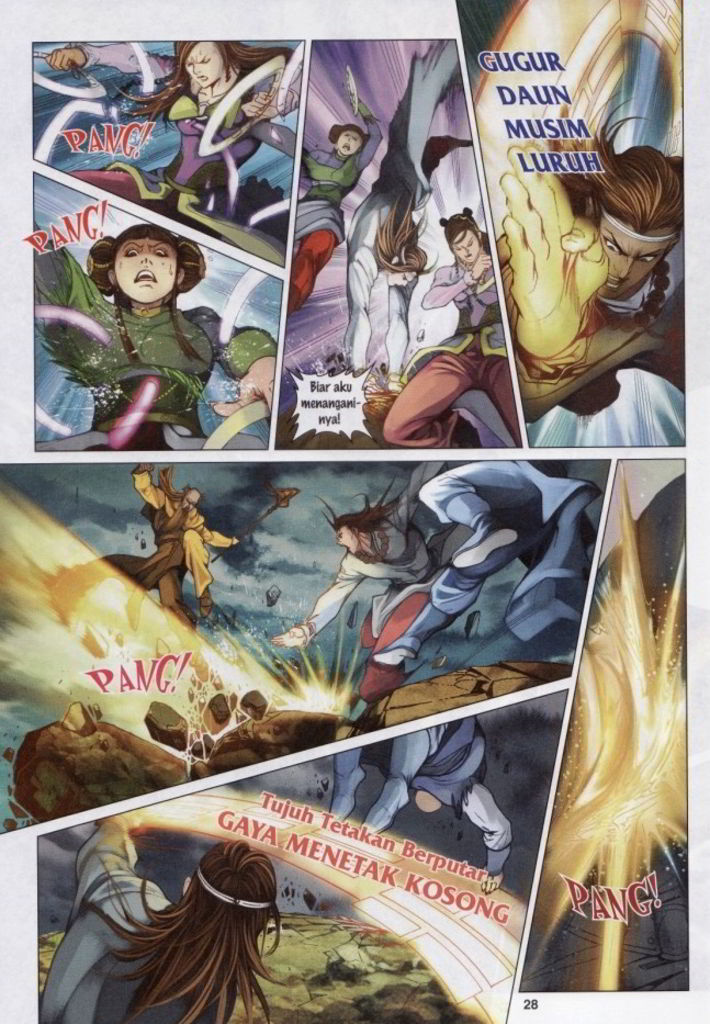 PANG!
PANG!
Biar aku
menangani-
nya!
GUGUR
DAUN
MUSIM
LURUH
PANG!
PANG!
Tujuh Tetakan Berputar
GAYA MENETAK KOSONG
28